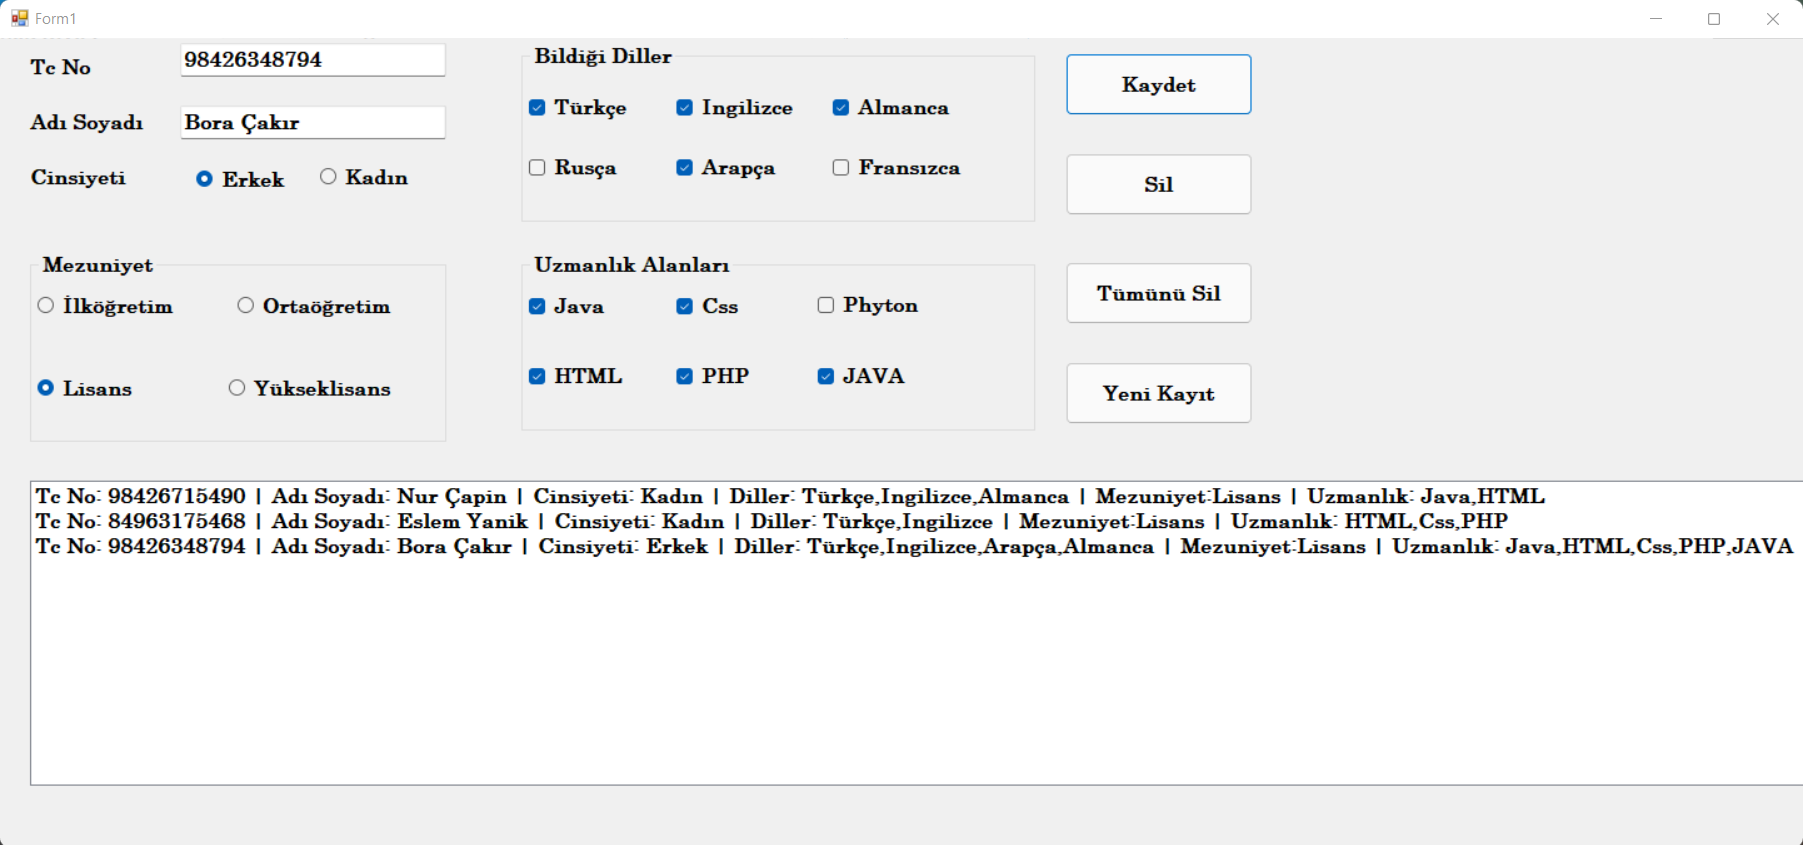 Form1
Tc No
98426348794
Adı Soyadı
Bora Çakır
Cinsiyeti
Erkek
Kadın
Bildiği Diller
Türkçe
Ingilizce
Almanca
Rusça
Arapça
Fransızca
Kaydet
Sil
Tümünü Sil
Yeni Kayıt
Mezuniyet
İlköğretim
Ortaöğretim
Lisans
Yükseklisans
Uzmanlık Alanları
Java
Css
Phyton
HTML
PHP
JAVA
Tc No: 98426715490 | Adı Soyadı: Nur Çapin | Cinsiyeti: Kadın | Diller: Türkçe,Ingilizce,Almanca | Mezuniyet:Lisans | Uzmanlık: Java,HTML
Tc No: 84963175468 | Adı Soyadı: Eslem Yanik | Cinsiyeti: Kadın | Diller: Türkçe,Ingilizce | Mezuniyet:Lisans | Uzmanlık: HTML,Css,PHP
Tc No: 98426348794 | Adı Soyadı: Bora Çakır | Cinsiyeti: Erkek | Diller: Türkçe,Ingilizce,Arapça,Almanca | Mezuniyet:Lisans | Uzmanlık: Java,HTML,Css,PHP,JAVA